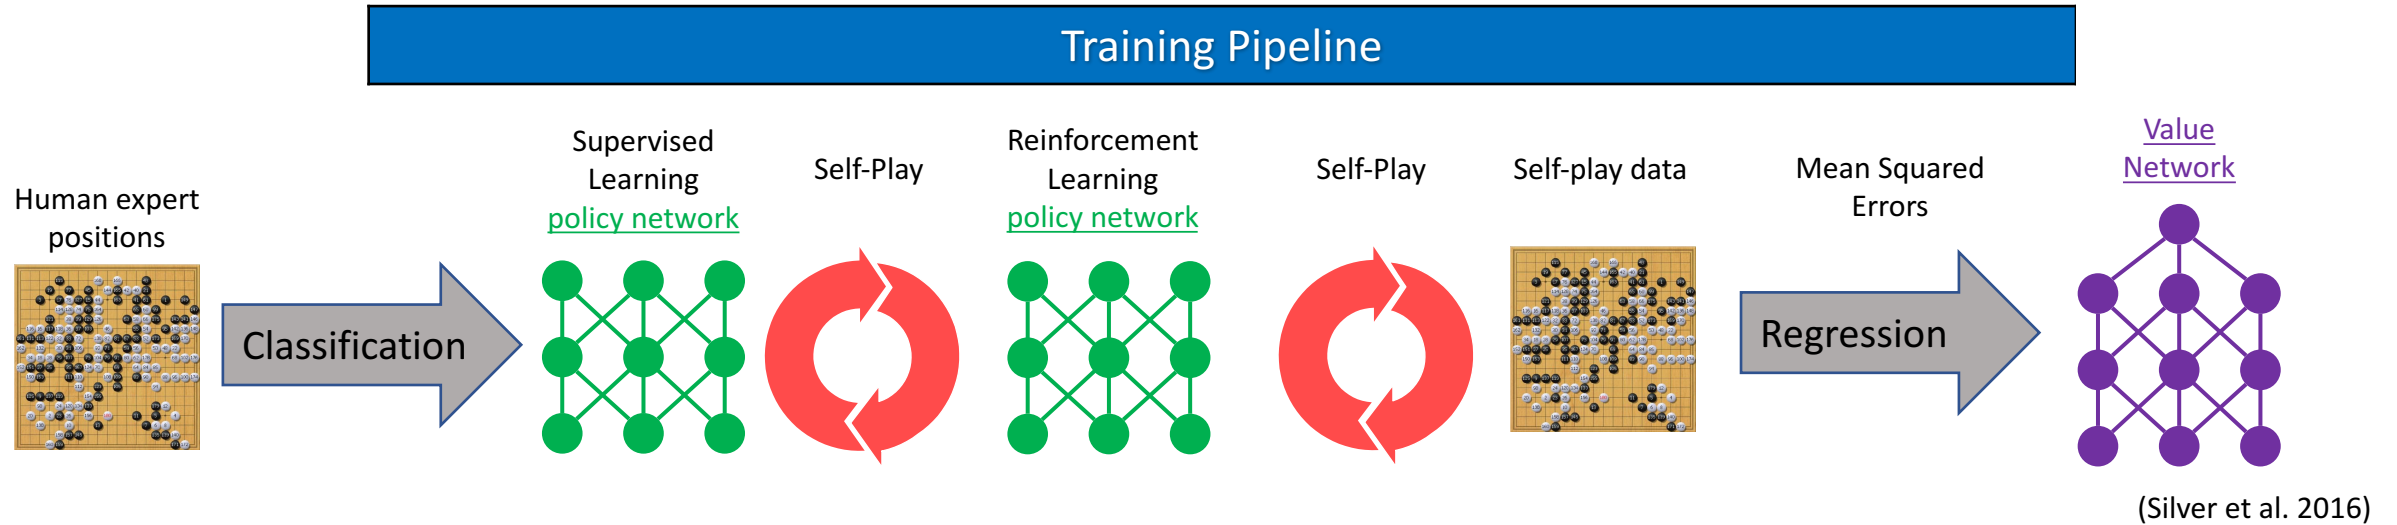 Training Pipeline
Human expert
positions
Classification
Supervised
Learning
policy network
Self-Play
Reinforcement
Learning
policy network
Self-Play
Self-play data
Mean Squared
Errors
Regression
Value
Network
(Silver et al. 2016)